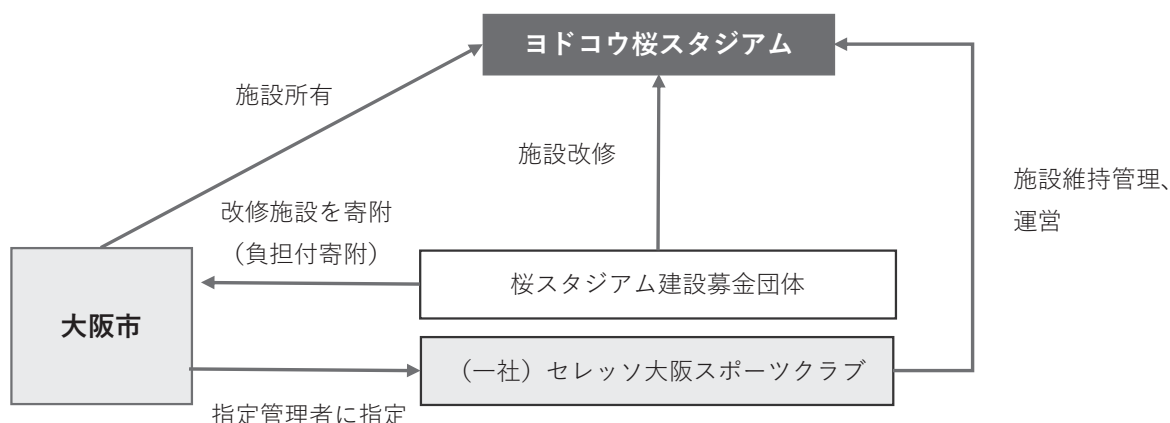 ヨドコウ桜スタジアム
施設所有
施設改修
施設維持管理、
運営
改修施設を寄附
（負担付寄附）
桜スタジアム建設募金団体
大阪市
（一社）セレッソ大阪スポーツクラブ
指定管理者に指定